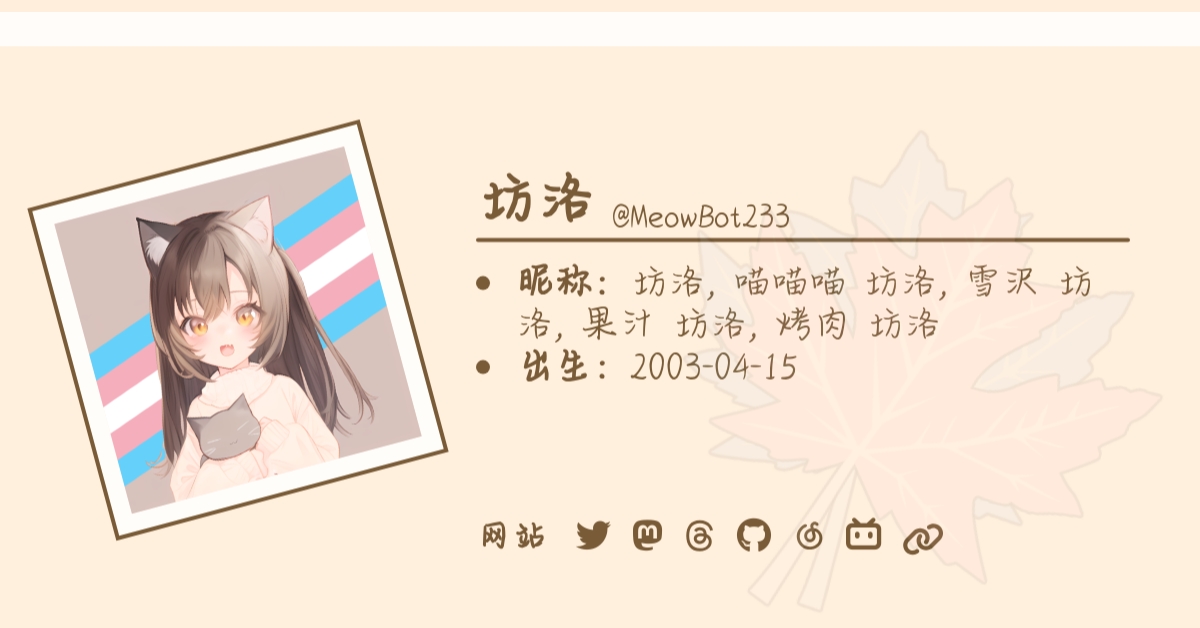 坊洛 @MeowBot233
昵称: 坊洛, 喵喵喵 坊洛, 雪沢 坊
洛, 果汁 坊洛, 烤肉 坊洛
出生: 2003-04-15
网站